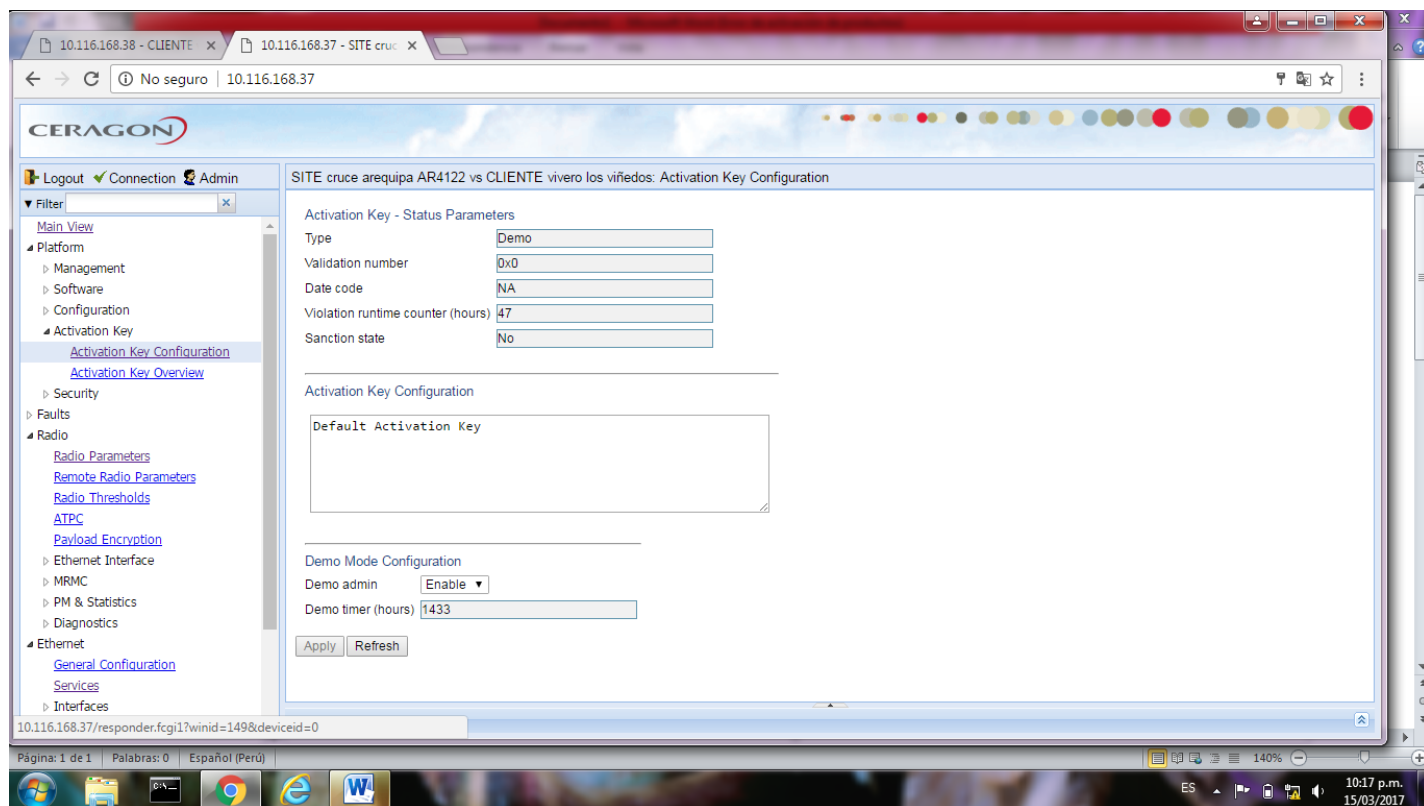 10.116.168.38 - CLIENTE
10.116.168.37 - SITE cruc
No seguro | 10.116.168.37
CERAGON
Logout Connection Admin
Filter
Main View
Platform
Management
Software
Configuration
Activation Key
Activation Key Configuration
Activation Key Overview
Security
Faults
Radio
Radio Parameters
Remote Radio Parameters
Radio Thresholds
ATPC
Payload Encryption
Ethernet Interface
MRMC
PM & Statistics
Diagnostics
Ethernet
General Configuration
Services
Interfaces
10.116.168.37/responder.fcgi1?winid=149&deviceid=0
SITE cruce arequipa AR4122 vs CLIENTE vivero los viñedos: Activation Key Configuration
Activation Key - Status Parameters
Type Demo
Validation number 0x0
Date code NA
Violation runtime counter (hours) 47
Sanction state No
Activation Key Configuration
Default Activation Key
Demo Mode Configuration
Demo admin Enable
Demo timer (hours) 1433
Apply Refresh
Página: 1 de 1 Palabras: 0 Español (Perú) 140%
ES 10:17 p.m.
15/03/2017